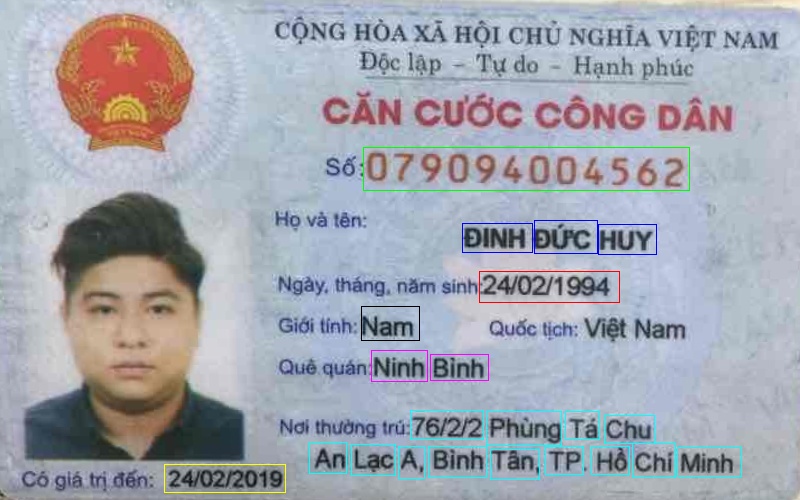 CỘNG HÒA XÃ HỘI CHỦ NGHĨA VIỆT NAM
Độc lập - Tự do - Hạnh phúc
CĂN CƯỚC CÔNG DÂN
Số: 079094004562
Họ và tên:
ĐINH ĐỨC HUY
Ngày, tháng, năm sinh: 24/02/1994
Giới tính: Nam Quốc tịch: Việt Nam
Quê quán: Ninh Bình
Nơi thường trú: 76/2/2 Phùng Tá Chu
An Lạc A, Bình Tân, TP. Hồ Chí Minh
Có giá trị đến: 24/02/2019